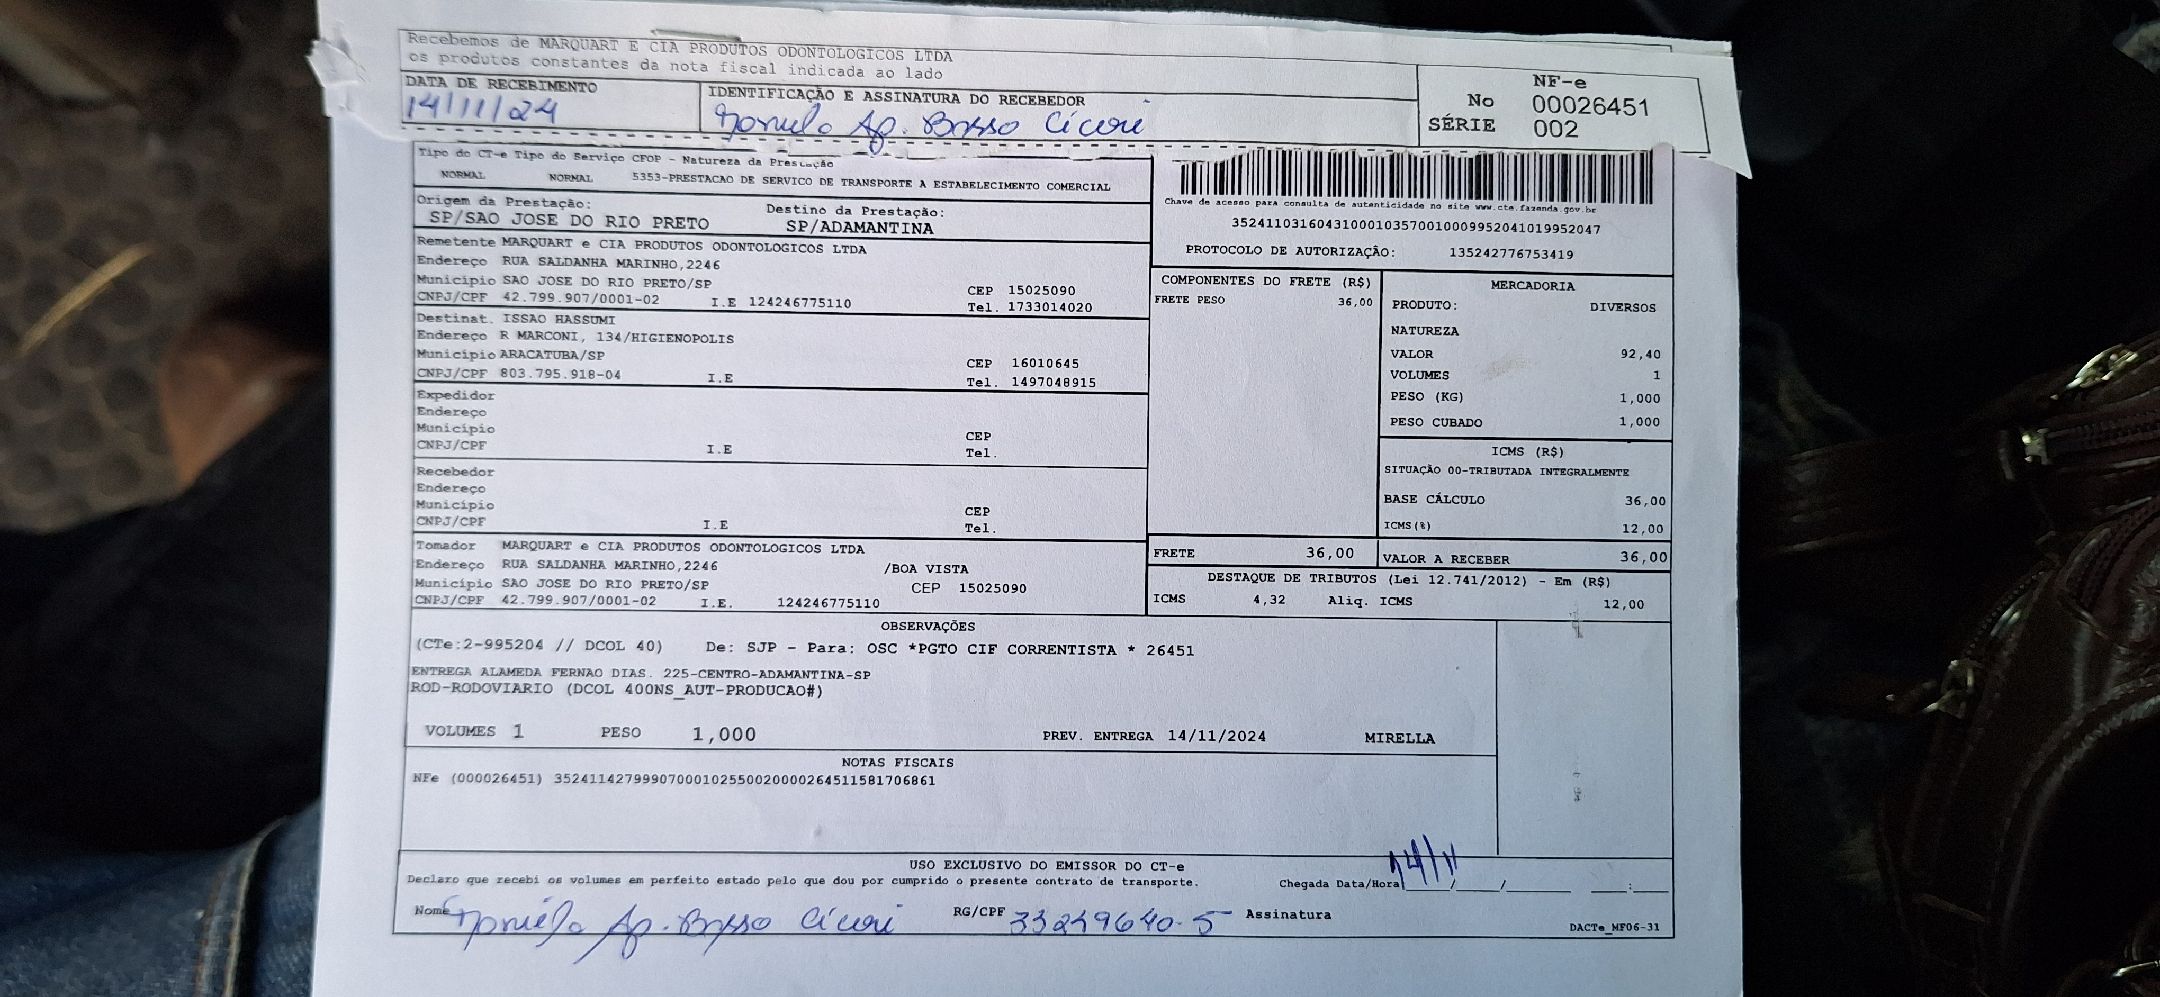 Recebemos de MARQUART E CIA PRODUTOS ODONTOLOGICOS LTDA
os produtos constantes da nota fiscal indicada ao lado
DATA DE RECEBIMENTO
14/11/24
IDENTIFICAÇÃO E ASSINATURA DO RECEBEDOR
Ap. Basso
NF-e
No 00026451
SÉRIE 002
Tipo do CT-e Tipo do Serviço CFOP - Natureza da Prestação
NORMAL NORMAL 5353-PRESTACAO DE SERVICO DE TRANSPORTE A ESTABELECIMENTO COMERCIAL
Origem da Prestação: Destino da Prestação:
SP/SAO JOSE DO RIO PRETO SP/ADAMANTINA
Chave de acesso para consulta de autenticidade no site www.cte.fazenda.gov.br
35241103160431000103570010009952041019952047
PROTOCOLO DE AUTORIZAÇÃO: 135242776753419
Remetente MARQUART e CIA PRODUTOS ODONTOLOGICOS LTDA
Endereço RUA SALDANHA MARINHO,2246
Município SAO JOSE DO RIO PRETO/SP CEP 15025090
CNPJ/CPF 42.799.907/0001-02 I.E 124246775110 Tel. 1733014020
Destinat. ISSAO HASSUMI
Endereço R MARCONI, 134/HIGIENOPOLIS
Município ARACATUBA/SP CEP 16010645
CNPJ/CPF 803.795.918-04 I.E Tel. 1497048915
Expedidor
Endereço
Município CEP
CNPJ/CPF I.E Tel.
Recebedor
Endereço
Município CEP
CNPJ/CPF I.E Tel.
Tomador MARQUART e CIA PRODUTOS ODONTOLOGICOS LTDA
Endereço RUA SALDANHA MARINHO,2246 /BOA VISTA
Município SAO JOSE DO RIO PRETO/SP CEP 15025090
CNPJ/CPF 42.799.907/0001-02 I.E. 124246775110
COMPONENTES DO FRETE (R$)
FRETE PESO 36,00
MERCADORIA
PRODUTO: DIVERSOS
NATUREZA
VALOR 92,40
VOLUMES 1
PESO (KG) 1,000
PESO CUBADO 1,000
ICMS (R$)
SITUAÇÃO 00-TRIBUTADA INTEGRALMENTE
BASE CÁLCULO 36,00
ICMS(%) 12,00
FRETE 36,00 VALOR A RECEBER 36,00
DESTAQUE DE TRIBUTOS (Lei 12.741/2012) - Em (R$)
ICMS 4,32 Aliq. ICMS 12,00
OBSERVAÇÕES
(CTe:2-995204 // DCOL 40) De: SJP - Para: OSC *PGTO CIF CORRENTISTA * 26451
ENTREGA ALAMEDA FERNAO DIAS. 225-CENTRO-ADAMANTINA-SP
ROD-RODOVIARIO (DCOL 400NS_AUT-PRODUCAO#)
VOLUMES 1 PESO 1,000 PREV. ENTREGA 14/11/2024 MIRELLA
NOTAS FISCAIS
NFe (000026451) 35241142799907000102550020000264511581706861
USO EXCLUSIVO DO EMISSOR DO CT-e
Declaro que recebi os volumes em perfeito estado pelo que dou por cumprido o presente contrato de transporte. Chegada Data/Hora 14/11 / / :
Nome Ap. Basso RG/CPF 33249640-5 Assinatura
DACTe_MF06-31